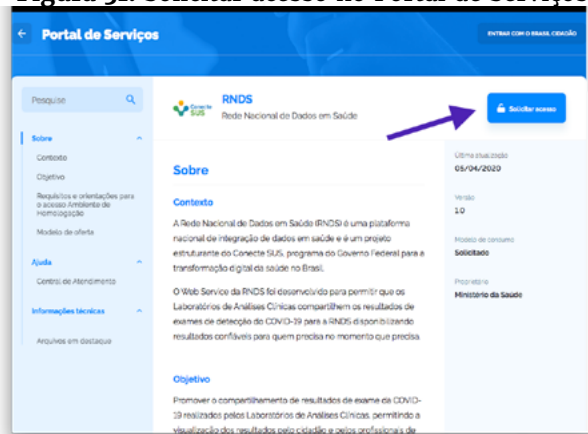 Figura 31. Solicitar acesso no Portal de Serviços
Portal de Serviços
ENTRAR COM O BRASIL CIDADÃO
Pesquise
Sobre
Contexto
Objetivo
Requisitos e orientações para
o acesso Ambiente de
Homologação
Modelo de oferta
Ajuda
Central de Atendimento
Informações técnicas
Arquivos em destaque
Conecte
SUS
RNDS
Rede Nacional de Dados em Saúde
Solicitar acesso
Sobre
Contexto
A Rede Nacional de Dados em Saúde (RNDS) é uma plataforma
nacional de integração de dados em saúde e é um projeto
estruturante do Conecte SUS, programa do Governo Federal para a
transformação digital da saúde no Brasil.
O Web Service da RNDS foi desenvolvido para permitir que os
Laboratórios de Análises Clínicas compartilhem os resultados de
exames de detecção do COVID-19 para a RNDS disponibilizando
resultados confiáveis para quem precisa no momento que precisa.
Objetivo
Promover o compartilhamento de resultados de exame da COVID-
19 realizados pelos Laboratórios de Análises Clínicas, permitindo a
visualização dos resultados pelo cidadão e pelos profissionais de
Última atualização
05/04/2020
Versão
1.0
Modelo de consumo
Solicitado
Proprietário
Ministério da Saúde